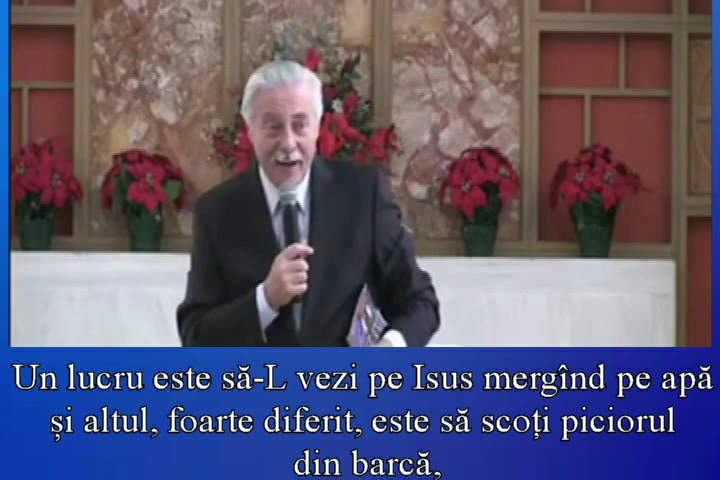 Un lucru este să-L vezi pe Isus mergînd pe apă
și altul, foarte diferit, este să scoți piciorul
din barcă,